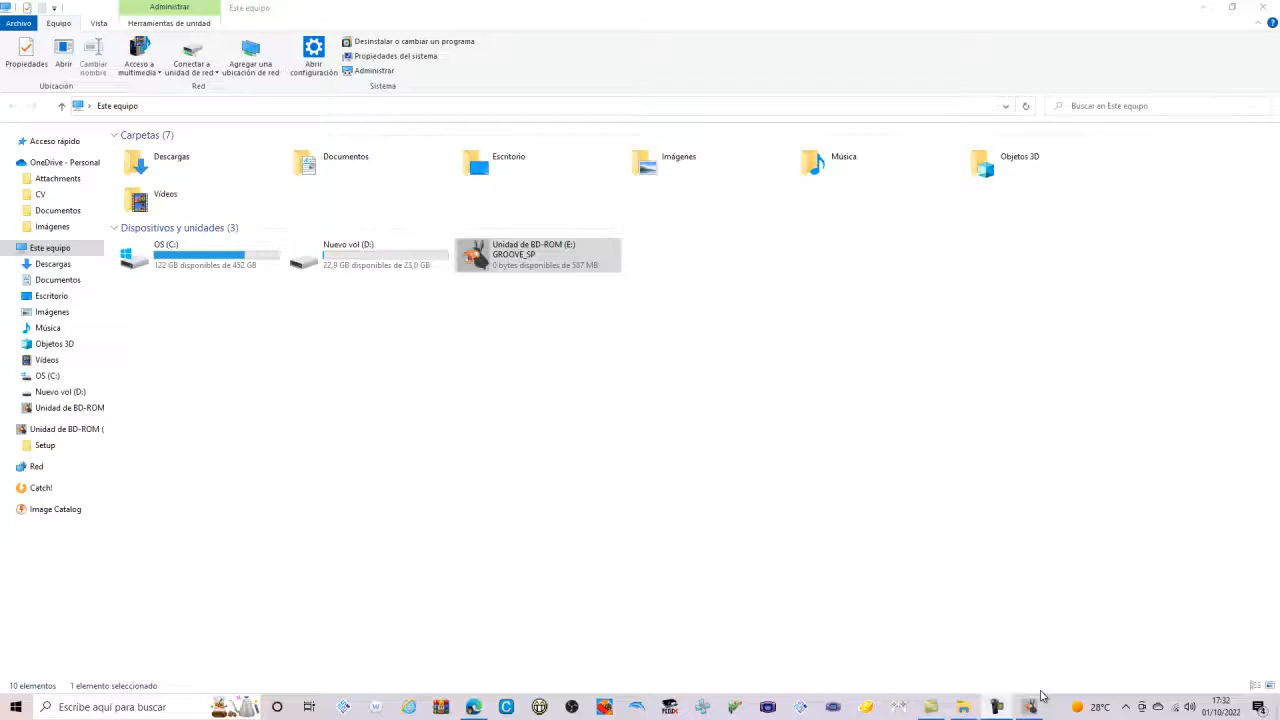 Administrar
Este equipo
Archivo
Equipo
Vista
Herramientas de unidad
Propiedades
Abrir
Cambiar nombre
Acceso a multimedia
Conectar a unidad de red
Agregar una ubicación de red
Abrir configuración
Desinstalar o cambiar un programa
Propiedades del sistema
Administrar
Ubicación
Red
Sistema
Este equipo
Buscar en Este equipo
Acceso rápido
OneDrive - Personal
Attachments
CV
Documentos
Imágenes
Este equipo
Descargas
Documentos
Escritorio
Imágenes
Música
Objetos 3D
Vídeos
OS (C:)
Nuevo vol (D:)
Unidad de BD-ROM
Unidad de BD-ROM (
Setup
Red
Catch!
Image Catalog
Carpetas (7)
Descargas
Documentos
Escritorio
Imágenes
Música
Objetos 3D
Vídeos
Dispositivos y unidades (3)
OS (C:)
122 GB disponibles de 452 GB
Nuevo vol (D:)
22,9 GB disponibles de 23,0 GB
Unidad de BD-ROM (E:)
GROOVE_SP
0 bytes disponibles de 587 MB
10 elementos
1 elemento seleccionado
Escribe aquí para buscar
28°C
17:32
01/10/2022